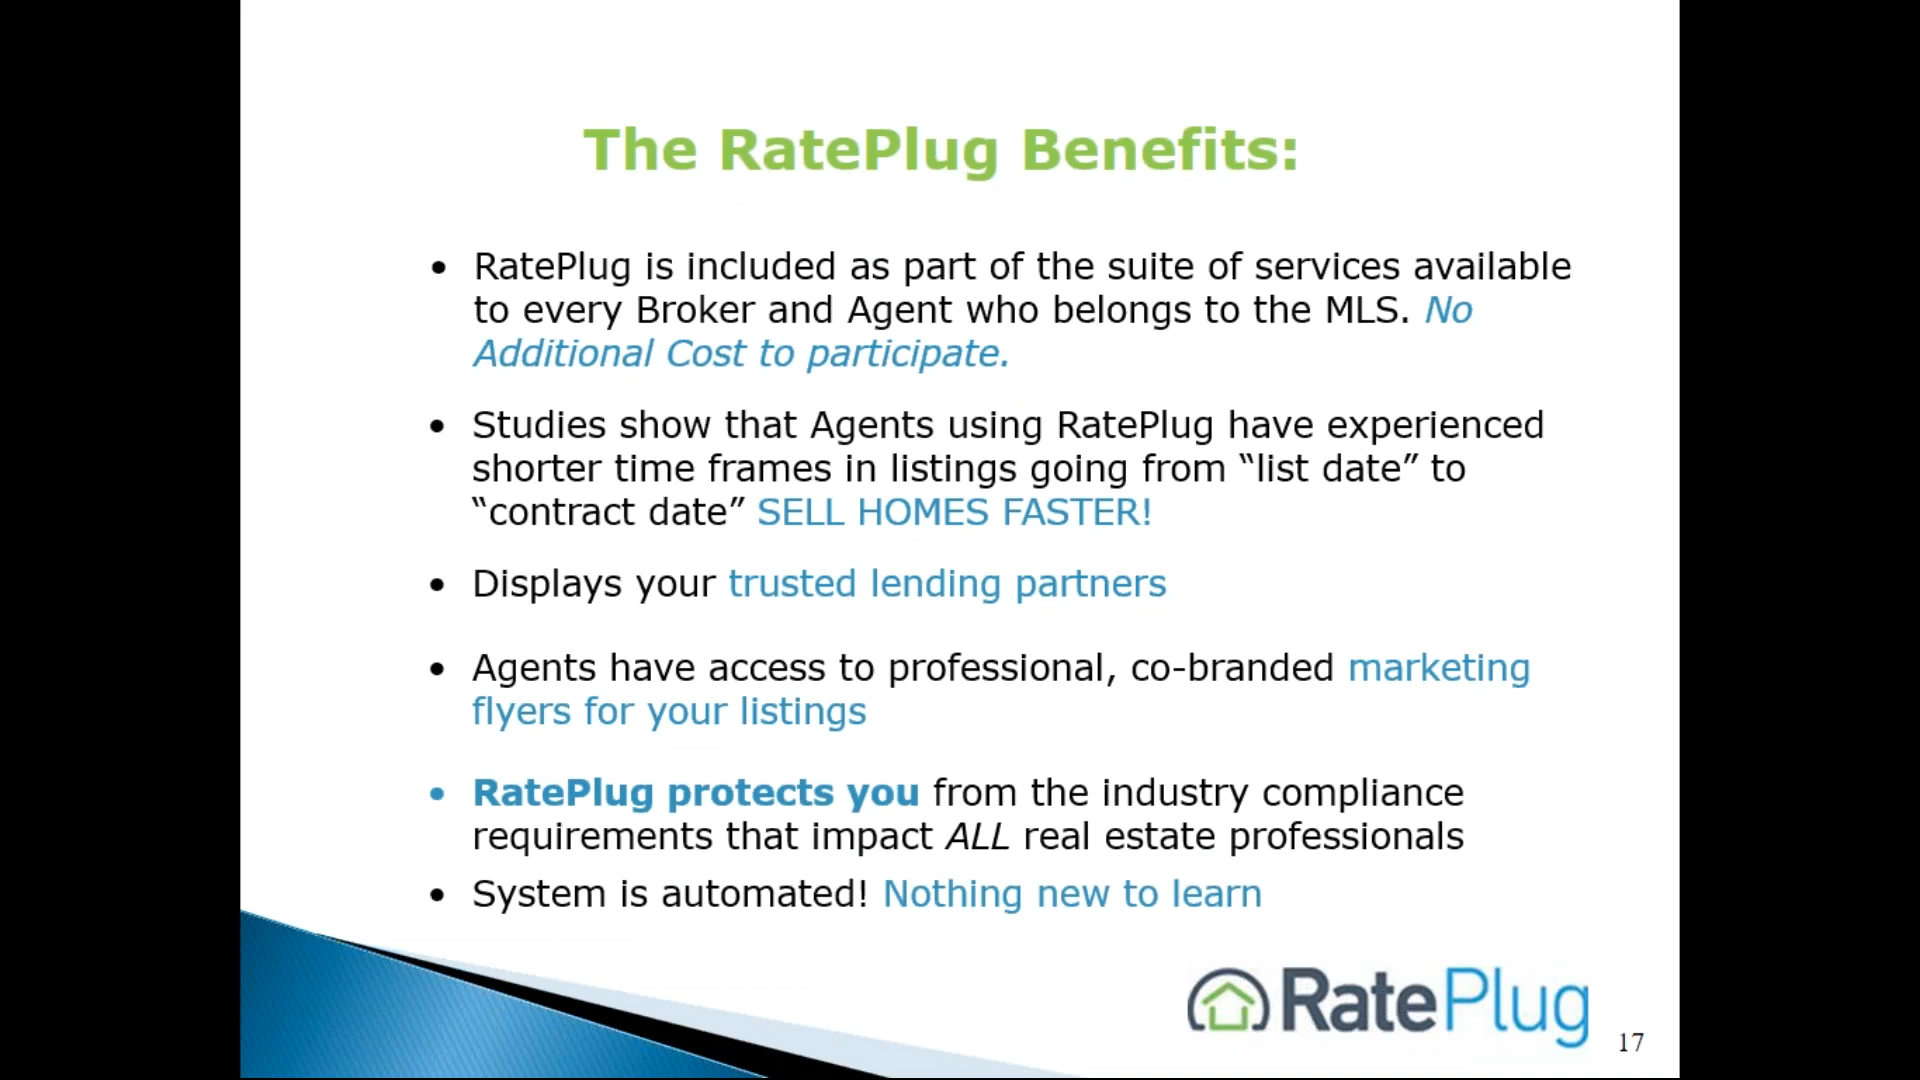 The RatePlug Benefits:
• RatePlug is included as part of the suite of services available
to every Broker and Agent who belongs to the MLS. No
Additional Cost to participate.
• Studies show that Agents using RatePlug have experienced
shorter time frames in listings going from “list date” to
“contract date” SELL HOMES FASTER!
• Displays your trusted lending partners
• Agents have access to professional, co-branded marketing
flyers for your listings
• RatePlug protects you from the industry compliance
requirements that impact ALL real estate professionals
• System is automated! Nothing new to learn
RatePlug
17